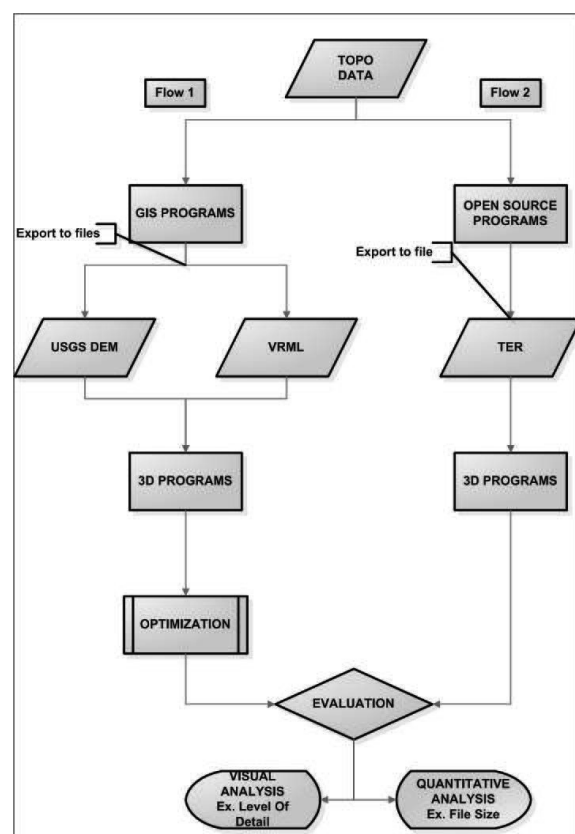 TOPO
DATA
Flow 1
Flow 2
GIS PROGRAMS
OPEN SOURCE
PROGRAMS
Export to files
Export to file
USGS DEM
VRML
TER
3D PROGRAMS
3D PROGRAMS
OPTIMIZATION
EVALUATION
VISUAL
ANALYSIS
Ex. Level Of
Detail
QUANTITATIVE
ANALYSIS
Ex. File Size